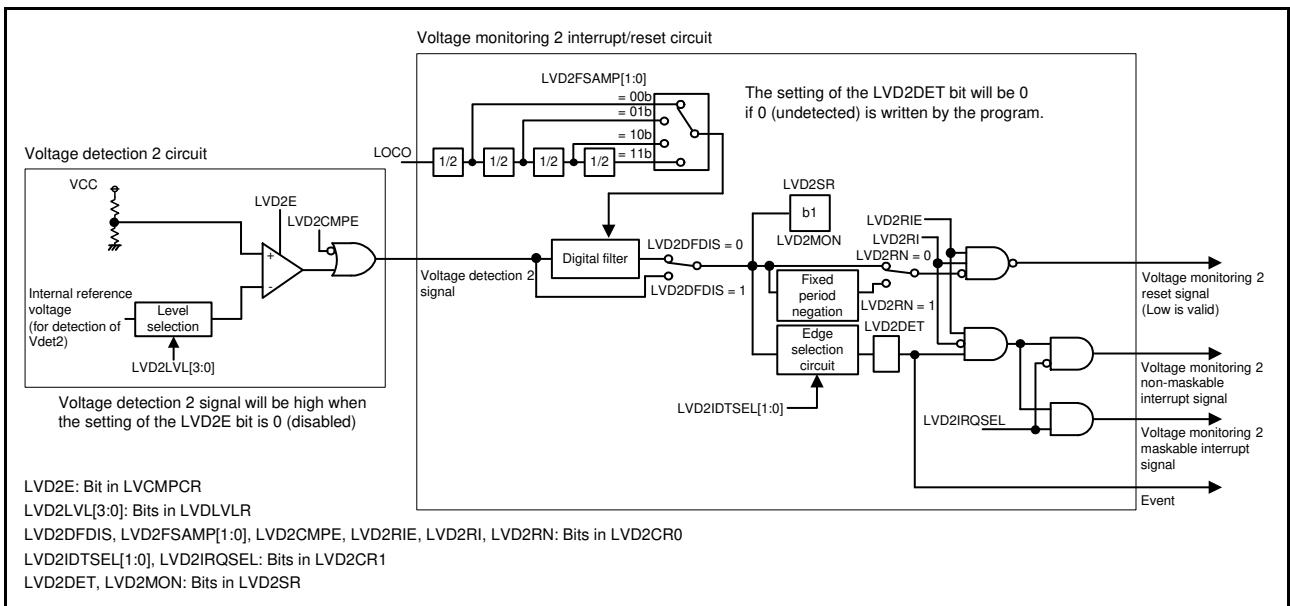 Voltage monitoring 2 interrupt/reset circuit
LVD2FSAMP[1:0]
= 00b
= 01b
= 10b
= 11b
The setting of the LVD2DET bit will be 0
if 0 (undetected) is written by the program.
LOCO
1/2
1/2
1/2
1/2
Voltage detection 2 circuit
VCC
LVD2E
LVD2CMPE
+
-
Internal reference
voltage
(for detection of
Vdet2)
Level
selection
LVD2LVL[3:0]
Voltage detection 2 signal will be high when
the setting of the LVD2E bit is 0 (disabled)
Voltage detection 2
signal
Digital filter
LVD2DFDIS = 0
LVD2DFDIS = 1
LVD2SR
b1
LVD2MON
LVD2RIE
LVD2RI
LVD2RN = 0
Fixed
period
negation
LVD2RN = 1
Edge
selection
circuit
LVD2DET
LVD2IDTSEL[1:0]
LVD2IRQSEL
Voltage monitoring 2
reset signal
(Low is valid)
Voltage monitoring 2
non-maskable
interrupt signal
Voltage monitoring 2
maskable interrupt
signal
Event
LVD2E: Bit in LVCMPCR
LVD2LVL[3:0]: Bits in LVDLVLR
LVD2DFDIS, LVD2FSAMP[1:0], LVD2CMPE, LVD2RIE, LVD2RI, LVD2RN: Bits in LVD2CR0
LVD2IDTSEL[1:0], LVD2IRQSEL: Bits in LVD2CR1
LVD2DET, LVD2MON: Bits in LVD2SR